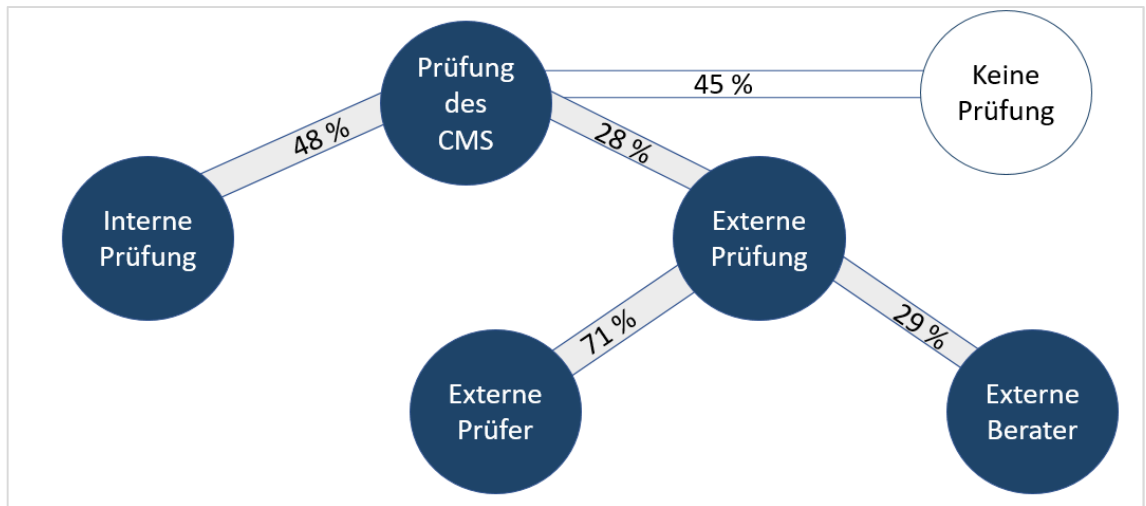 Prüfung
des
CMS
45 %
Keine
Prüfung
48 %
28 %
Interne
Prüfung
Externe
Prüfung
71 %
29 %
Externe
Prüfer
Externe
Berater